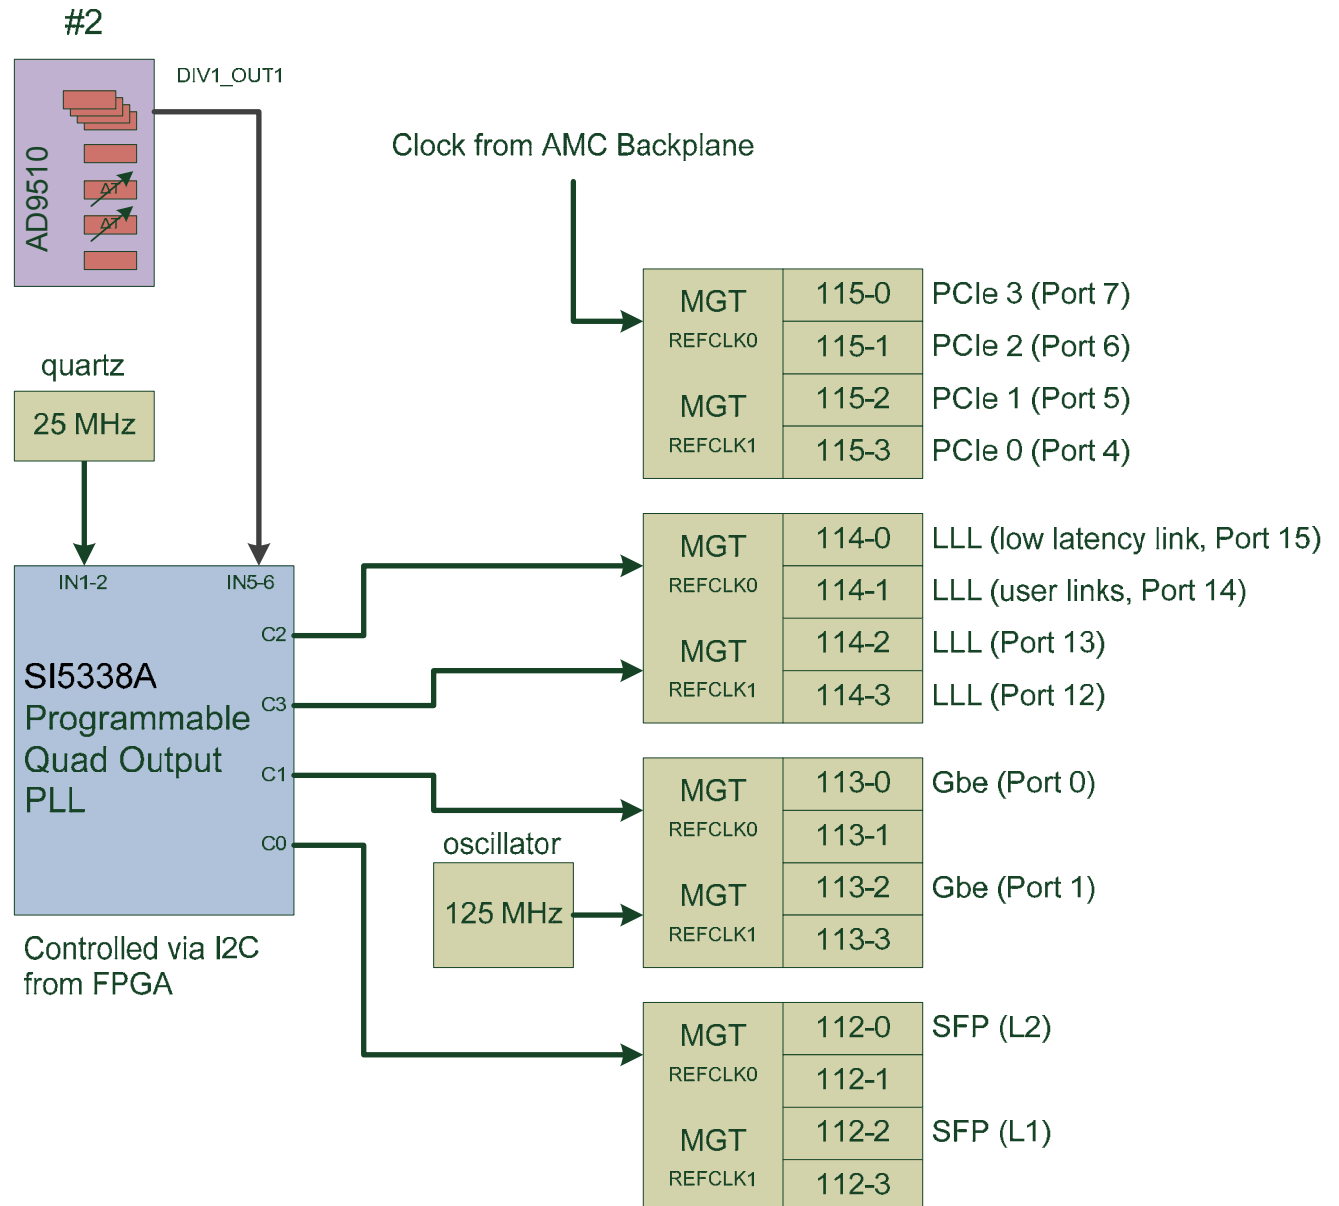 #2
DIV1_OUT1
AD9510
ΔT
ΔT
Clock from AMC Backplane
quartz
25 MHz
IN1-2
IN5-6
SI5338A
Programmable
Quad Output
PLL
C2
C3
C1
C0
Controlled via I2C
from FPGA
oscillator
125 MHz
MGT
REFCLK0
MGT
REFCLK1
115-0
PCIe 3 (Port 7)
115-1
PCIe 2 (Port 6)
115-2
PCIe 1 (Port 5)
115-3
PCIe 0 (Port 4)
MGT
REFCLK0
MGT
REFCLK1
114-0
LLL (low latency link, Port 15)
114-1
LLL (user links, Port 14)
114-2
LLL (Port 13)
114-3
LLL (Port 12)
MGT
REFCLK0
MGT
REFCLK1
113-0
Gbe (Port 0)
113-1
113-2
Gbe (Port 1)
113-3
MGT
REFCLK0
MGT
REFCLK1
112-0
SFP (L2)
112-1
112-2
SFP (L1)
112-3